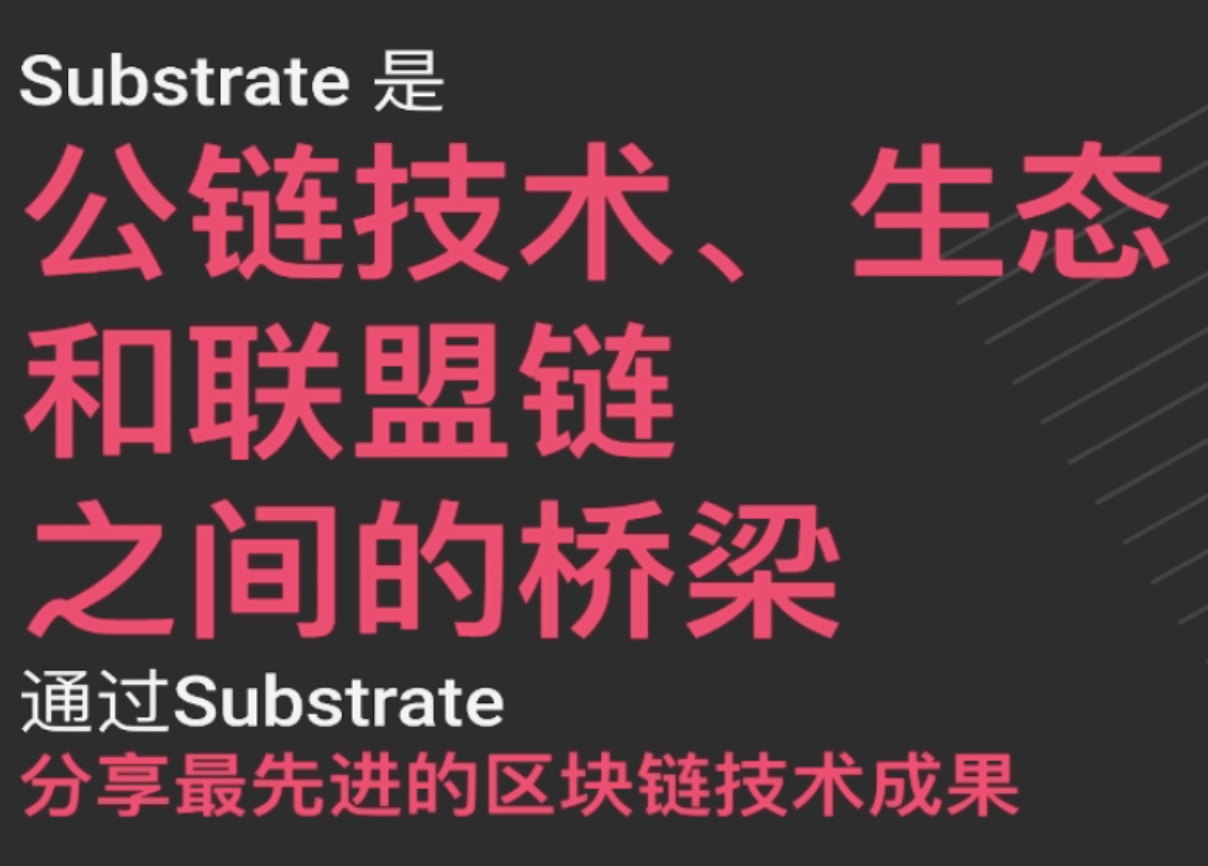 Substrate 是
公链技术、生态
和联盟链
之间的桥梁
通过Substrate
分享最先进的区块链技术成果